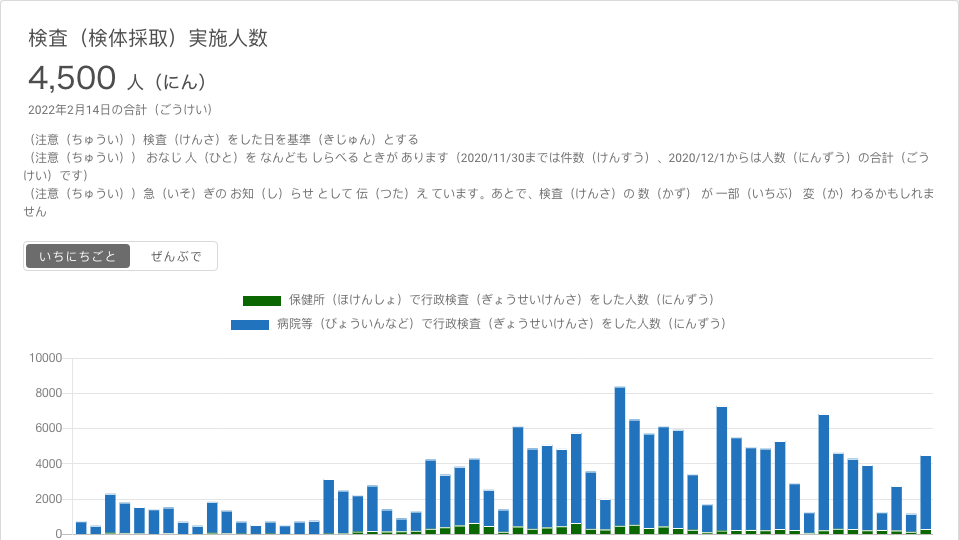 検査（検体採取）実施人数
4,500 人（にん）
2022年2月14日の合計（ごうけい）
（注意（ちゅうい））検査（けんさ）をした日を基準（きじゅん）とする
（注意（ちゅうい）） おなじ 人（ひと）を なんども しらべる ときが あります（2020/11/30までは件数（けんすう）、2020/12/1からは人数（にんずう）の合計（ごう
けい）です）
（注意（ちゅうい））急（いそ）ぎの お知（し）らせ として 伝（つた）え ています。あとで、検査（けんさ）の 数（かず） が 一部（いちぶ） 変（か）わるかもしれま
せん
いちにちごと ぜんぶで
保健所（ほけんしょ）で行政検査（ぎょうせいけんさ）をした人数（にんずう）
病院等（びょういんなど）で行政検査（ぎょうせいけんさ）をした人数（にんずう）
10000
8000
6000
4000
2000
0